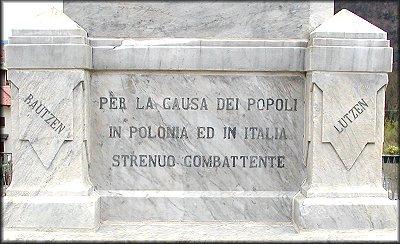 BAUTZEN
PER LA CAUSA DEI POPOLI
IN POLONIA ED IN ITALIA
STRENUO COMBATTENTE
LUTZEN